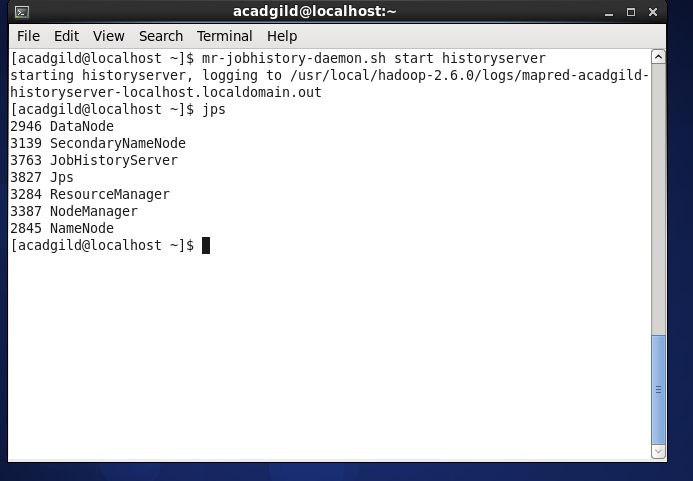 acadgild@localhost:~
File Edit View Search Terminal Help
[acadgild@localhost ~]$ mr-jobhistory-daemon.sh start historyserver
starting historyserver, logging to /usr/local/hadoop-2.6.0/logs/mapred-acadgild-
historyserver-localhost.localdomain.out
[acadgild@localhost ~]$ jps
2946 DataNode
3139 SecondaryNameNode
3763 JobHistoryServer
3827 Jps
3284 ResourceManager
3387 NodeManager
2845 NameNode
[acadgild@localhost ~]$